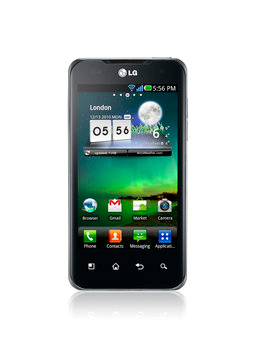 LG
5:56 PM
London
12/13/2010 MON
05 56
6
Browser Gmail Market Camera
Phone Contacts Messaging Applicati..